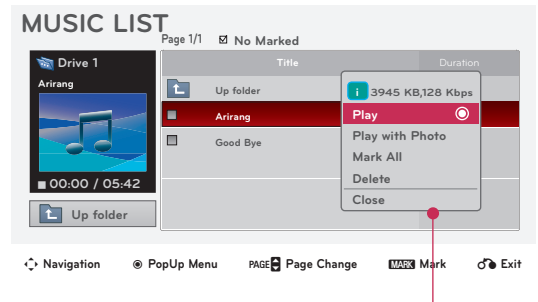 MUSIC LIST
Page 1/1 No Marked
Drive 1
Arirang
00:00 / 05:42
Up folder
Title Duration
Up folder
Arirang
Good Bye
i 3945 KB,128 Kbps
Play
Play with Photo
Mark All
Delete
Close
Navigation PopUp Menu PAGE Page Change MARK Mark Exit